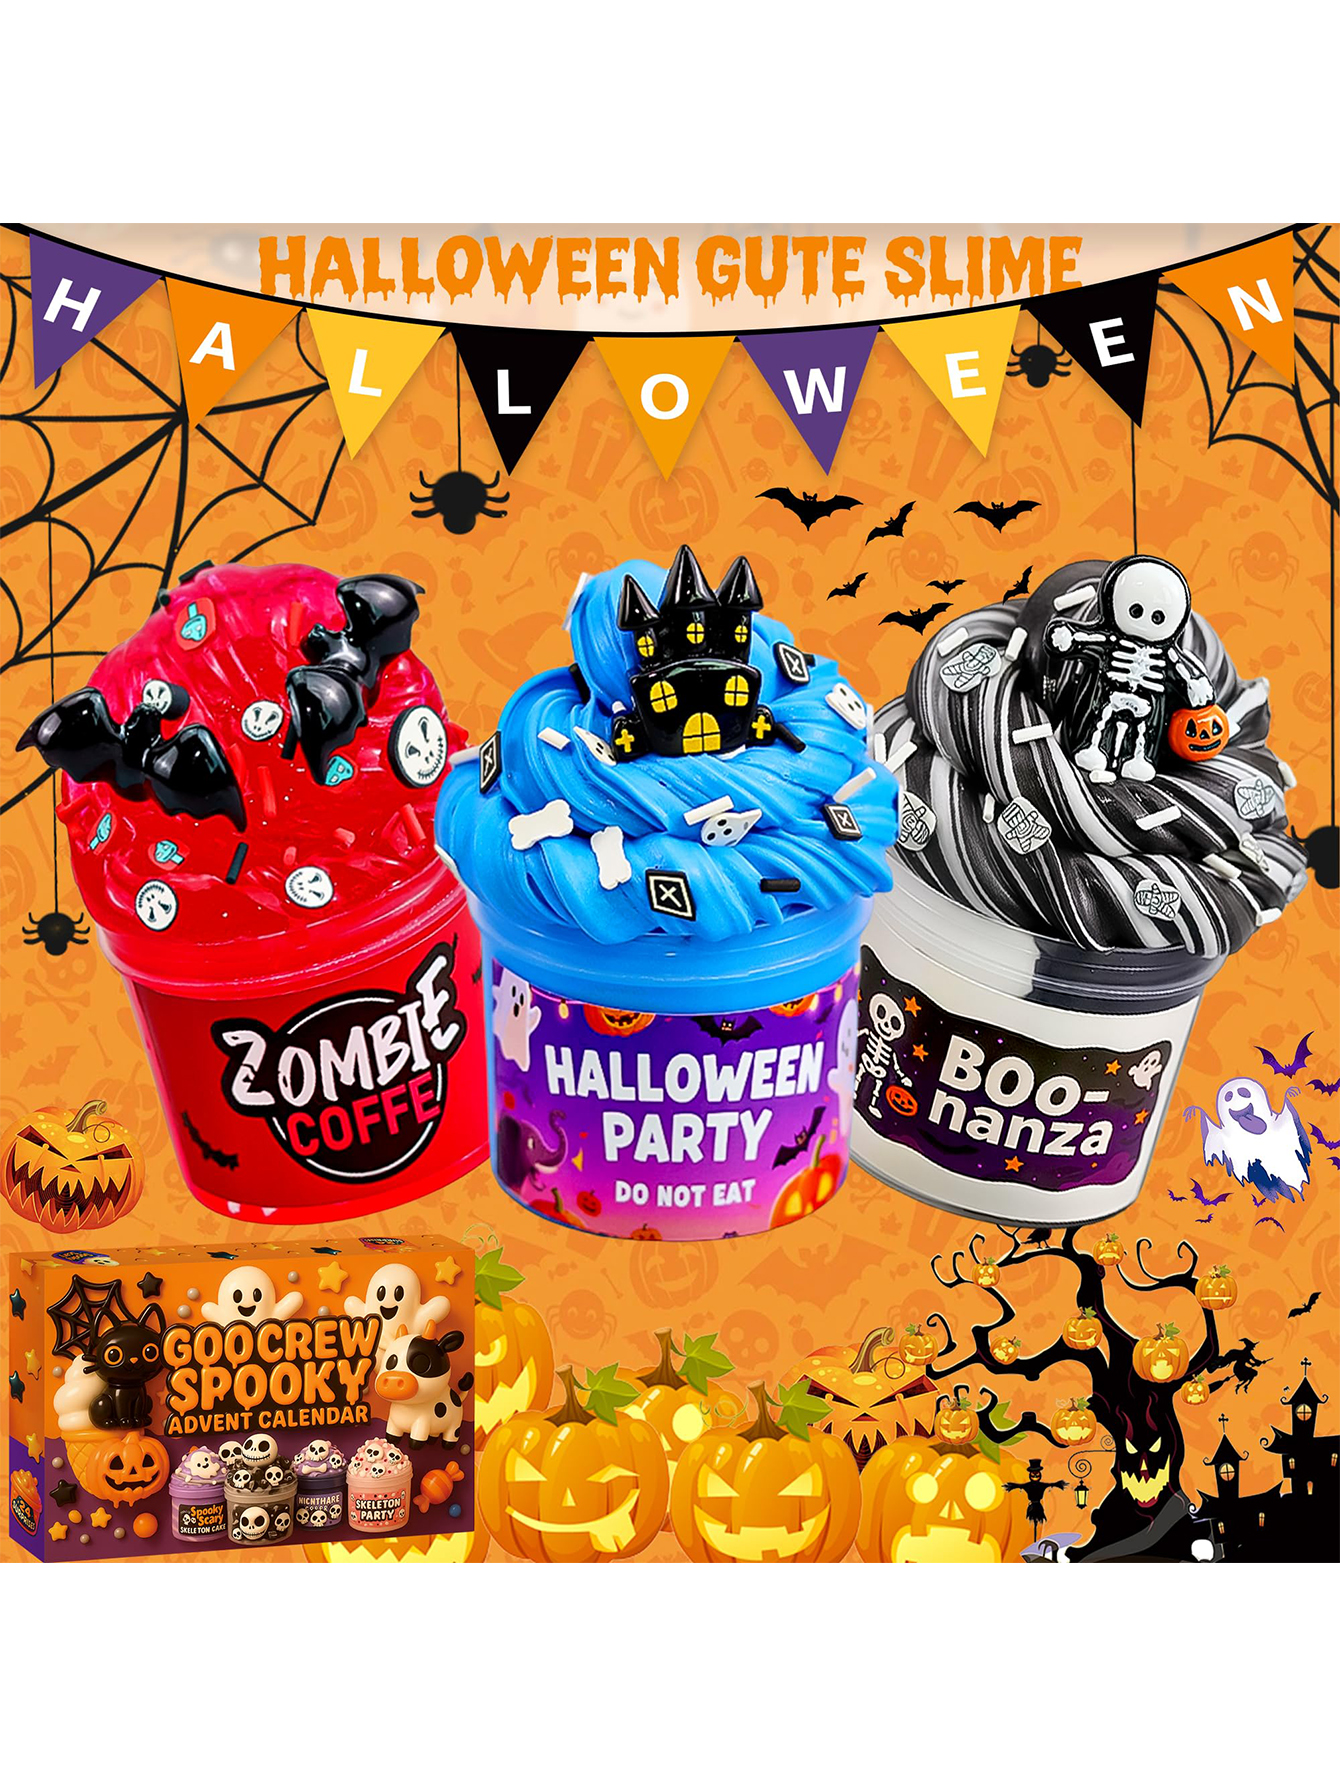 HALLOWEEN GUTE SLIME
HALLOWEEN
ZOMBIE
COFFE
HALLOWEEN
PARTY
DO NOT EAT
BOO-
nanza
GOOCREW
SPOOKY
ADVENT CALENDAR
Spooky
Scary
SKELETON CAKE
SKELETON
PARTY